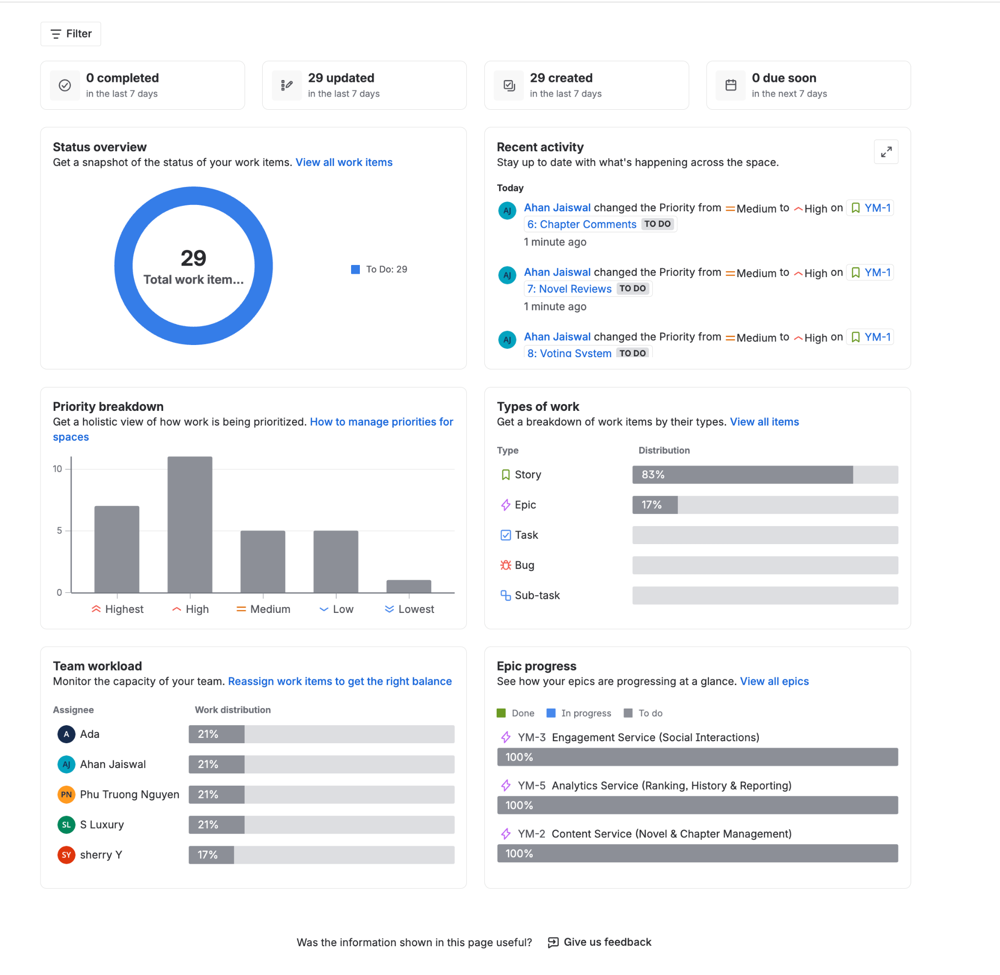 Filter
0 completed
in the last 7 days
29 updated
in the last 7 days
29 created
in the last 7 days
0 due soon
in the next 7 days
Status overview
Get a snapshot of the status of your work items. View all work items
29
Total work item...
To Do: 29
Recent activity
Stay up to date with what's happening across the space.
Today
AJ
Ahan Jaiswal changed the Priority from Medium to High on YM-1
6: Chapter Comments TO DO
1 minute ago
AJ
Ahan Jaiswal changed the Priority from Medium to High on YM-1
7: Novel Reviews TO DO
1 minute ago
AJ
Ahan Jaiswal changed the Priority from Medium to High on YM-1
8: Voting System TO DO
Priority breakdown
Get a holistic view of how work is being prioritized. How to manage priorities for
spaces
10
5
0
Highest
High
Medium
Low
Lowest
Types of work
Get a breakdown of work items by their types. View all items
Type
Distribution
Story
83%
Epic
17%
Task
Bug
Sub-task
Team workload
Monitor the capacity of your team. Reassign work items to get the right balance
Assignee
Work distribution
A
Ada
21%
AJ
Ahan Jaiswal
21%
PN
Phu Truong Nguyen
21%
SL
S Luxury
21%
SY
sherry Y
17%
Epic progress
See how your epics are progressing at a glance. View all epics
Done
In progress
To do
YM-3 Engagement Service (Social Interactions)
100%
YM-5 Analytics Service (Ranking, History & Reporting)
100%
YM-2 Content Service (Novel & Chapter Management)
100%
Was the information shown in this page useful?
Give us feedback